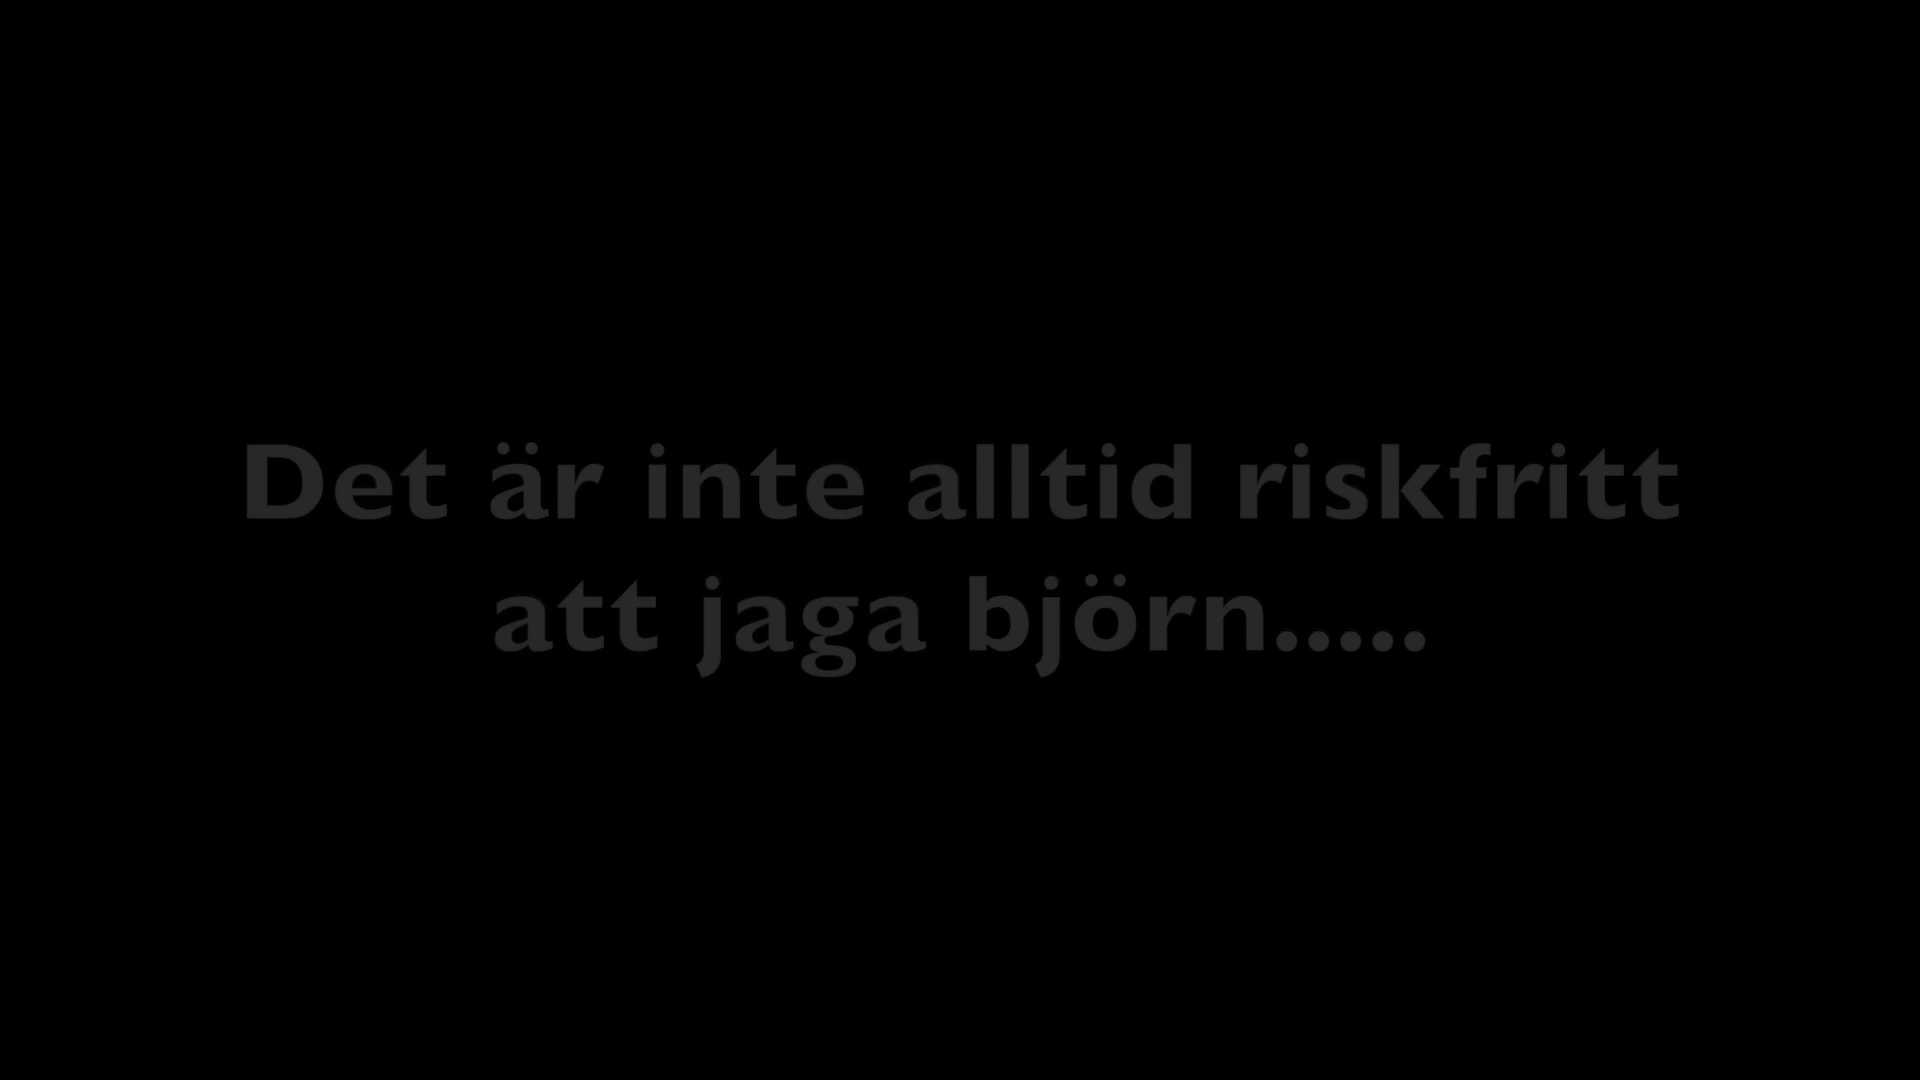 Det är inte alltid riskfritt
att jaga björn.....